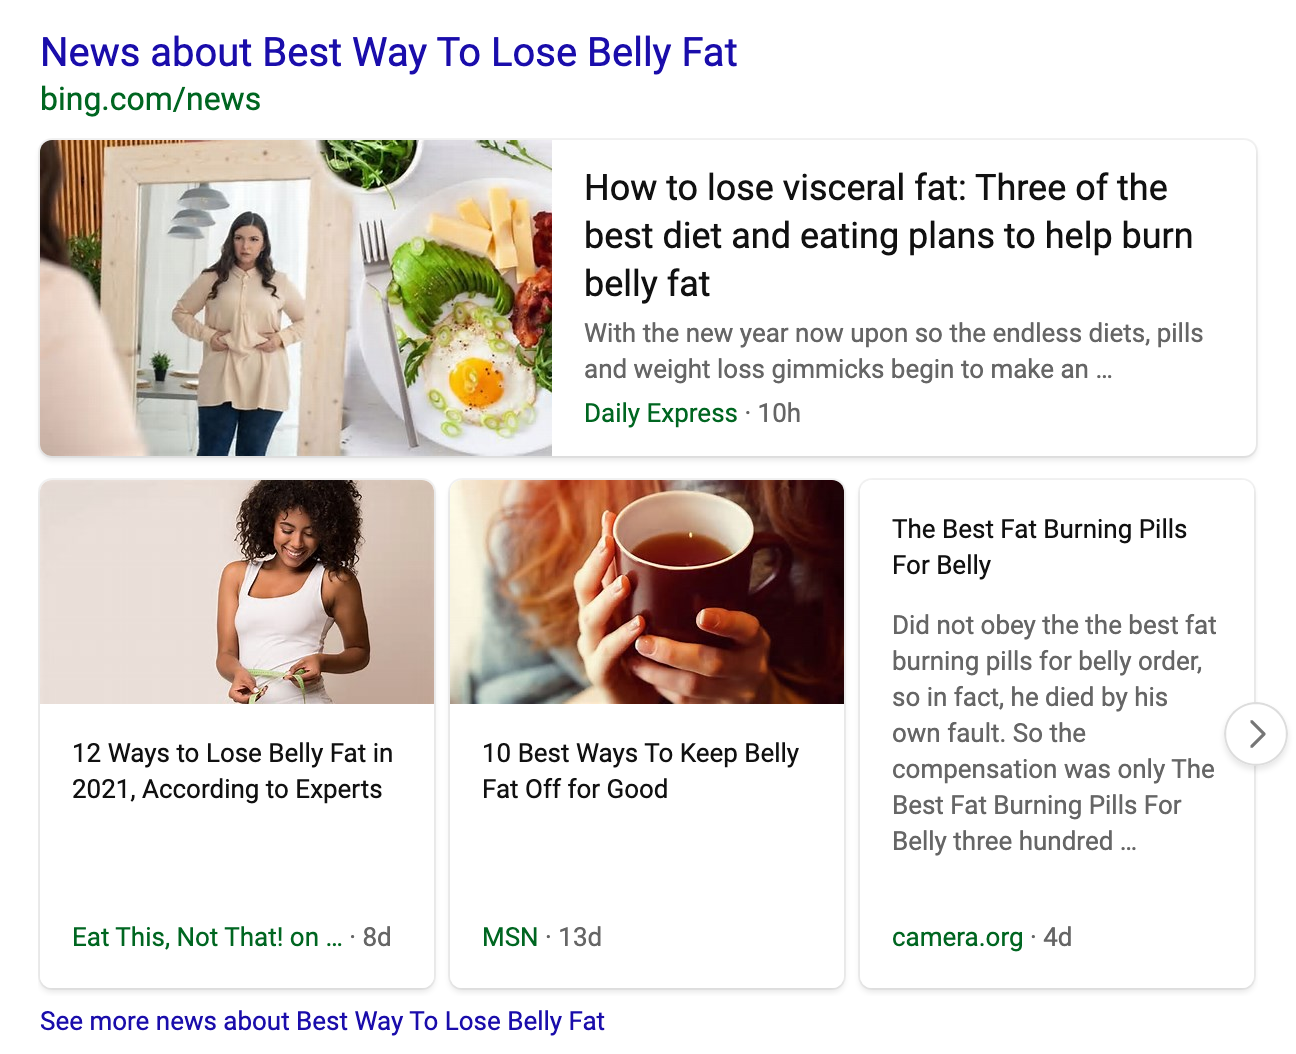 News about Best Way To Lose Belly Fat
bing.com/news
How to lose visceral fat: Three of the
best diet and eating plans to help burn
belly fat
With the new year now upon so the endless diets, pills
and weight loss gimmicks begin to make an ...
Daily Express · 10h
12 Ways to Lose Belly Fat in
2021, According to Experts
Eat This, Not That! on ... · 8d
10 Best Ways To Keep Belly
Fat Off for Good
MSN · 13d
The Best Fat Burning Pills
For Belly
Did not obey the the best fat
burning pills for belly order,
so in fact, he died by his
own fault. So the
compensation was only The
Best Fat Burning Pills For
Belly three hundred ...
camera.org · 4d
See more news about Best Way To Lose Belly Fat